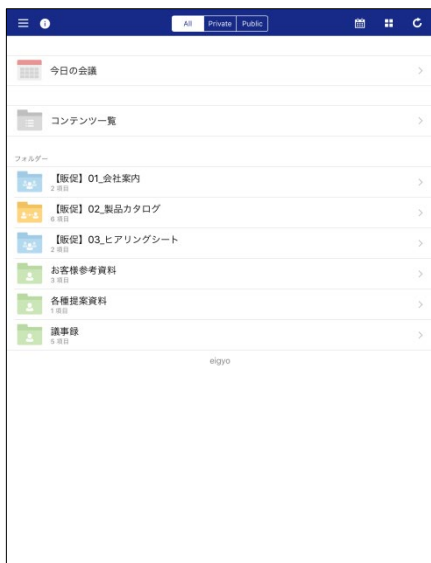 All Private Public
今日の会議
コンテンツ一覧
フォルダー
【販促】01_会社案内
2 項目
【販促】02_製品カタログ
6 項目
【販促】03_ヒアリングシート
2 項目
お客様参考資料
3 項目
各種提案資料
1 項目
議事録
5 項目
eigyo